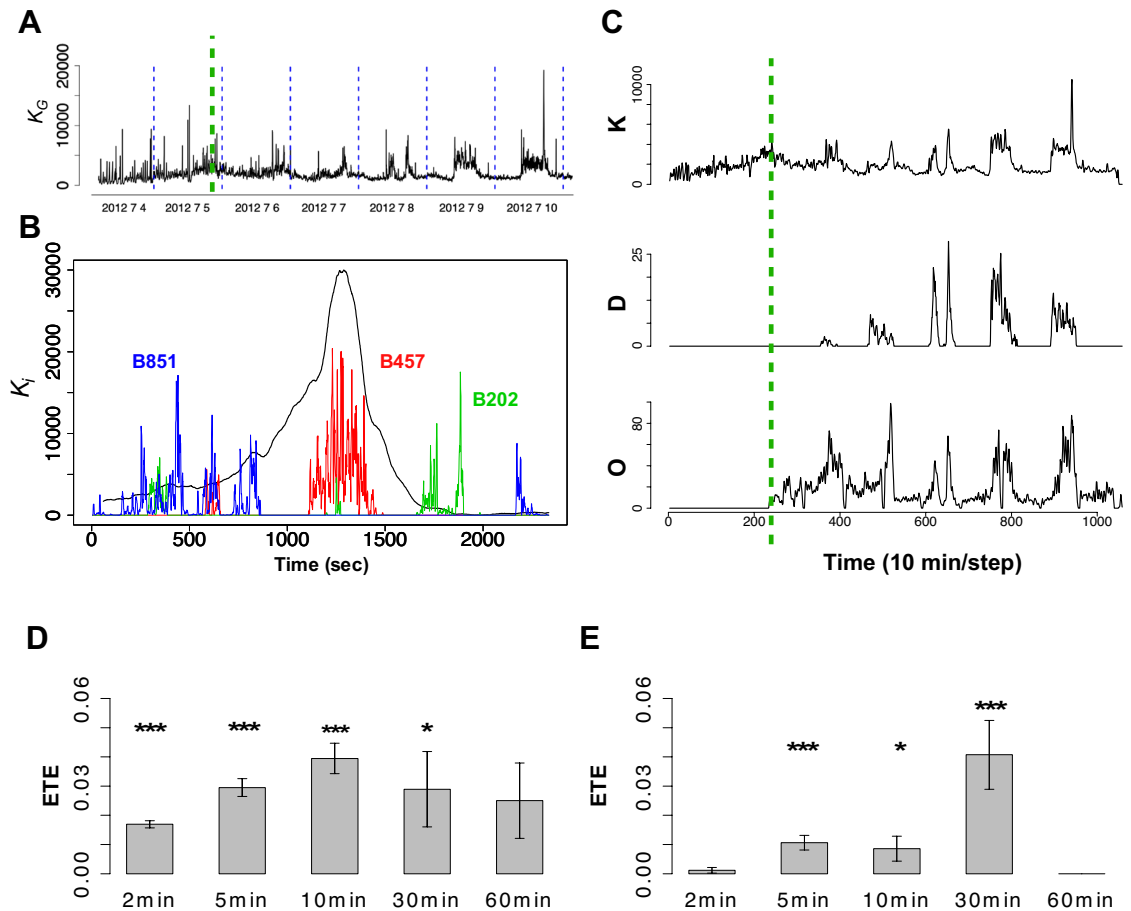 A
K_G
0 10000 20000
2012 7 4 2012 7 5 2012 7 6 2012 7 7 2012 7 8 2012 7 9 2012 7 10
B
K_i
0 10000 20000 30000
B851
B457
B202
0 500 1000 1500 2000
Time (sec)
C
K
0 10000
D
0 25
O
0 80
0 200 400 600 800 1000
Time (10 min/step)
D
ETE
0.00 0.03 0.06
*** *** *** *
2min 5min 10min 30min 60min
E
ETE
0.00 0.03 0.06
*** * ***
2min 5min 10min 30min 60min